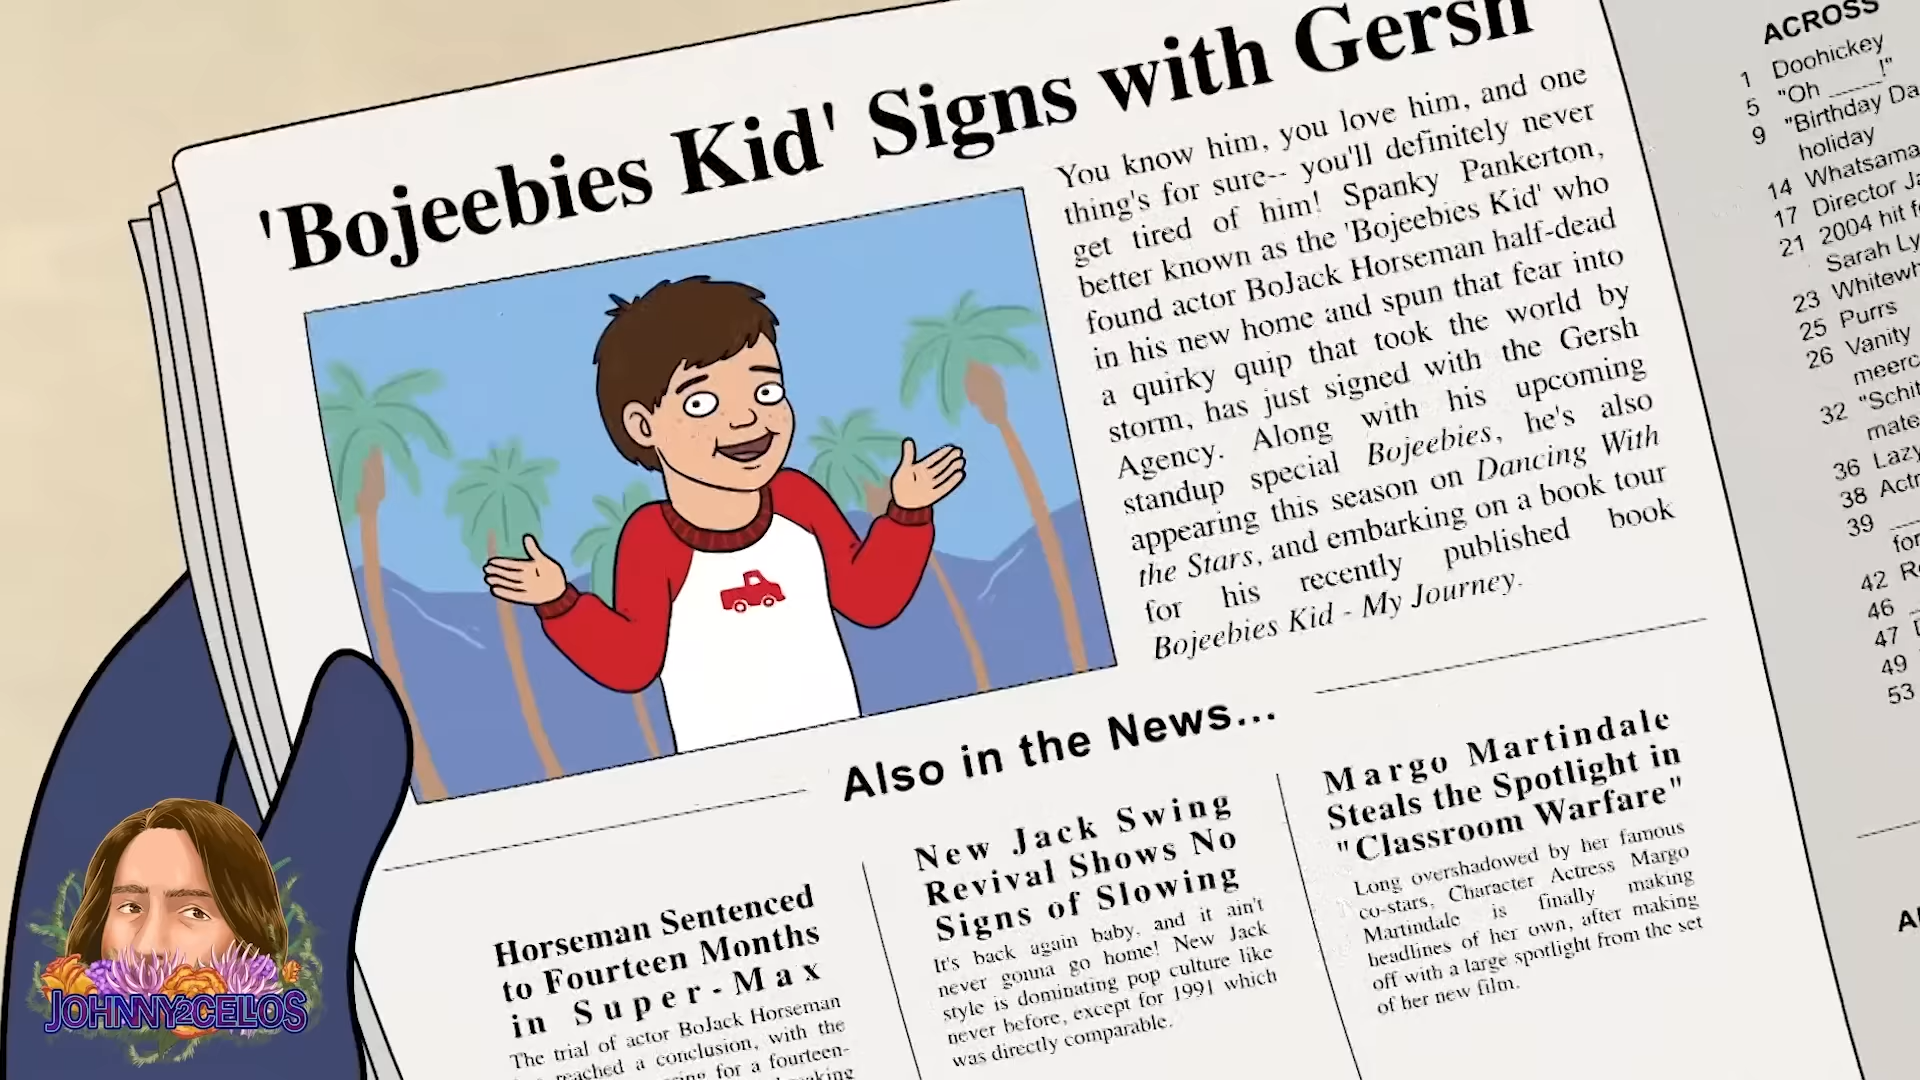 'Bojeebies Kid' Signs with Gersh
You know him, you love him, and one
thing's for sure-- you'll definitely never
get tired of him! Spanky Pankerton,
better known as the 'Bojeebies Kid' who
found actor BoJack Horseman half-dead
in his new home and spun that fear into
a quirky quip that took the world by
storm, has just signed with the Gersh
Agency. Along with his upcoming
standup special Bojeebies, he's also
appearing this season on Dancing With
the Stars, and embarking on a book tour
for his recently published book
Bojeebies Kid - My Journey.
Also in the News...
Horseman Sentenced
to Fourteen Months
in Super-Max
The trial of actor BoJack Horseman
reached a conclusion, with the
for a fourteen-
New Jack Swing
Revival Shows No
Signs of Slowing
It's back again baby, and it ain't
never gonna go home! New Jack
style is dominating pop culture like
never before, except for 1991 which
was directly comparable.
Margo Martindale
Steals the Spotlight in
"Classroom Warfare"
Long overshadowed by her famous
co-stars, Character Actress Margo
Martindale is finally making
headlines of her own, after making
off with a large spotlight from the set
of her new film.
ACROSS
1 Doohickey
5 "Oh ____!"
9 "Birthday
holiday
14
17 Director
21 2004 hit
Sarah
23
25 Purrs
26 Vanity
32
36 Lazy
38
39
42
46
47
49
53
JOHNNY2CELLOS